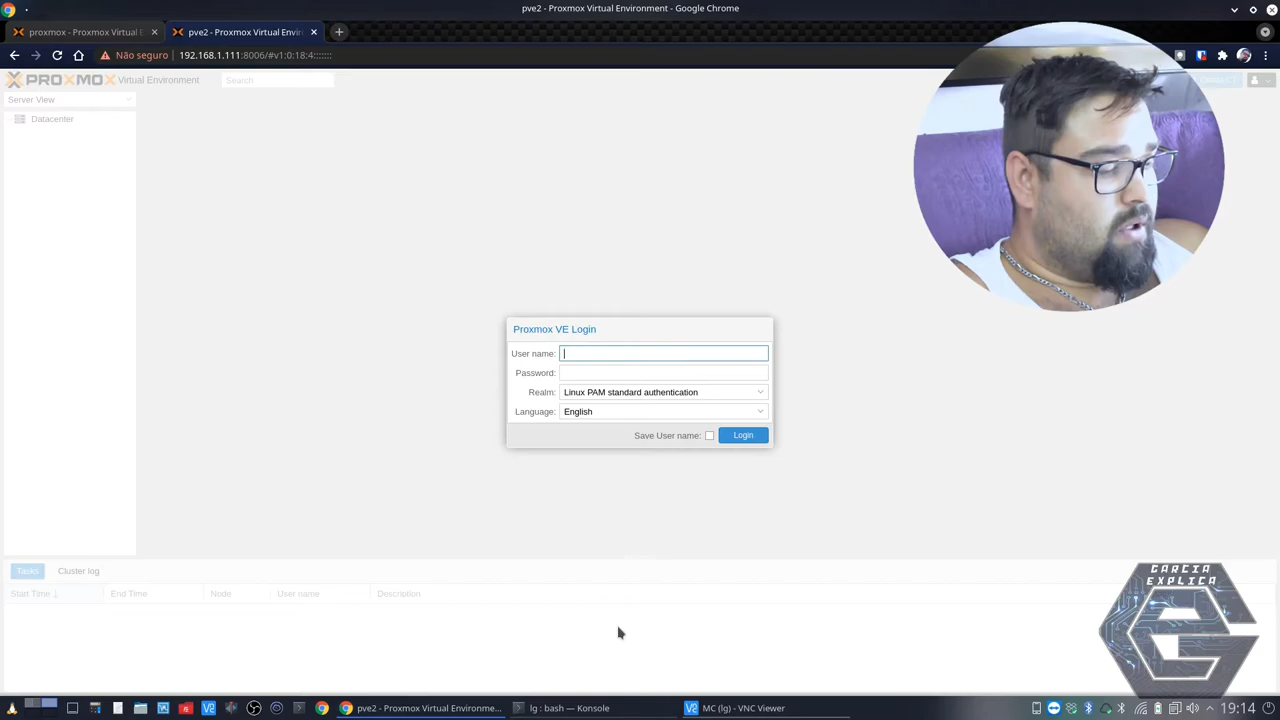 pve2 - Proxmox Virtual Environment - Google Chrome
proxmox - Proxmox Virtual E
pve2 - Proxmox Virtual Envir
Não seguro
192.168.1.111:8006/#v1:0:18:4:::::::
PROXMOX Virtual Environment
Search
Server View
Datacenter
Proxmox VE Login
User name:
Password:
Realm: Linux PAM standard authentication
Language: English
Save User name: Login
Tasks Cluster log
Start Time End Time Node User name Description
GARCIA
EXPLICA
pve2 - Proxmox Virtual Environme...
lg : bash — Konsole
MC (lg) - VNC Viewer
19:14